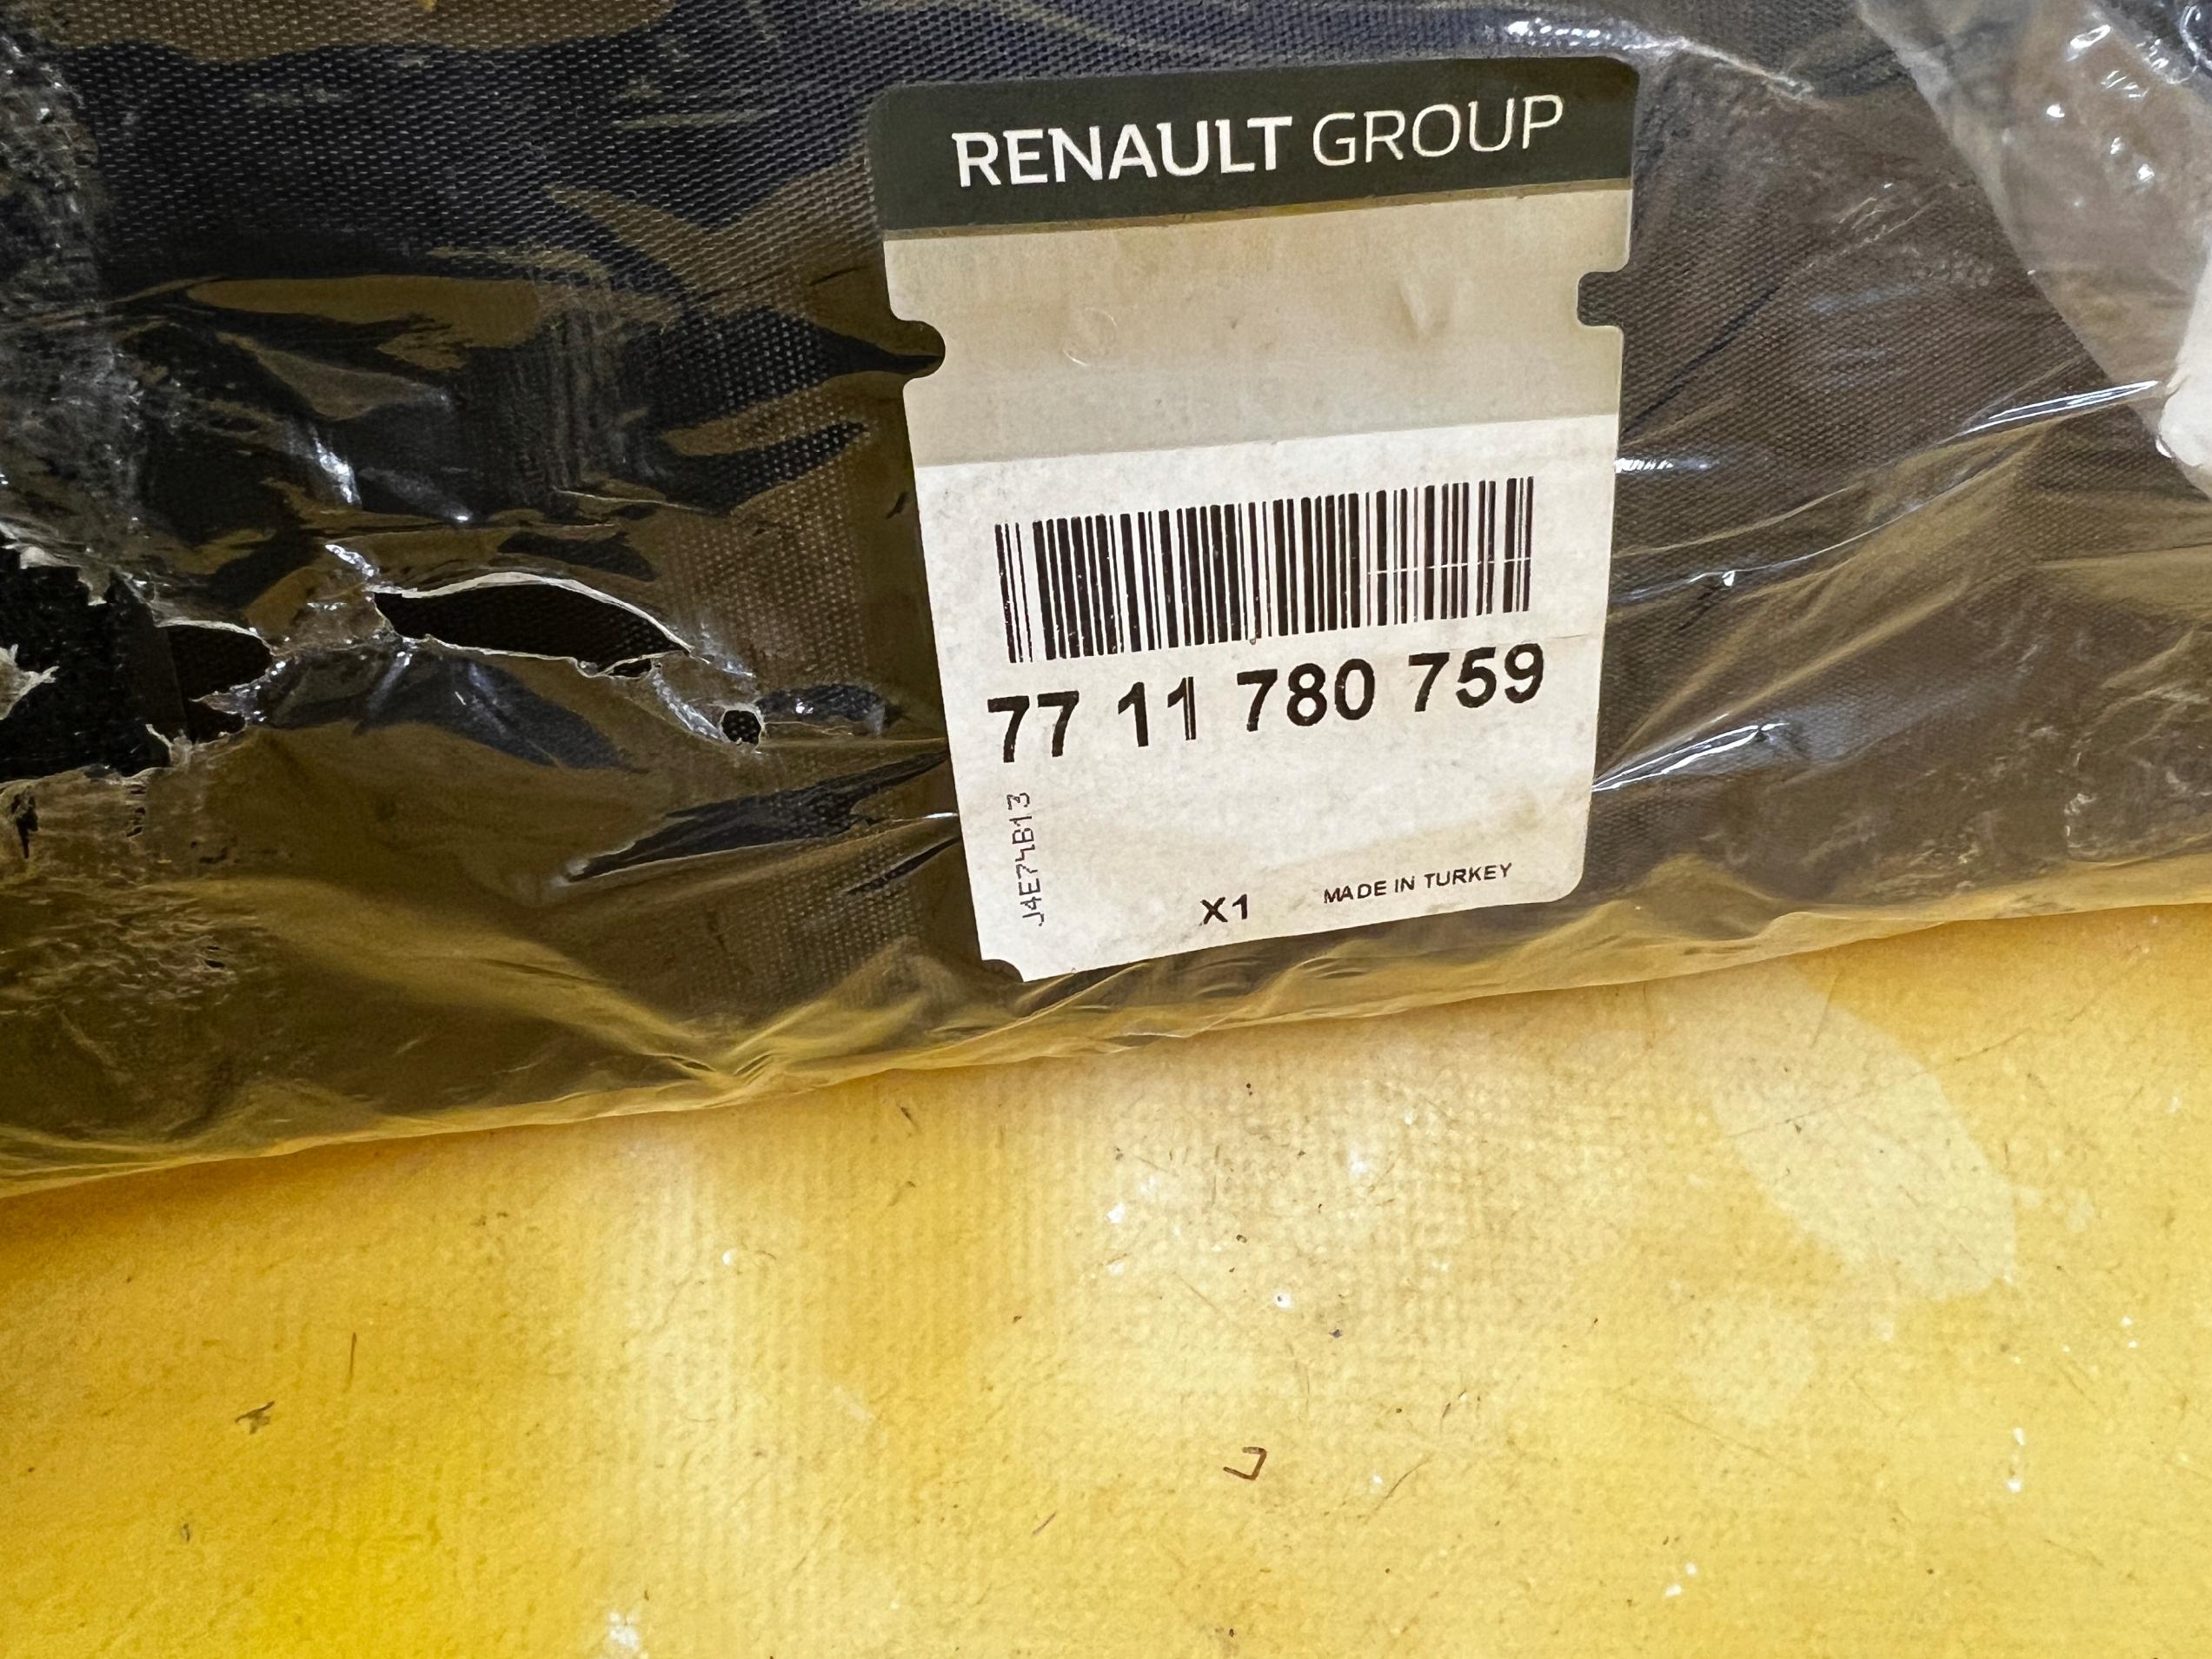 RENAULT GROUP
77 11 780 759
J4E74B13
X1 MADE IN TURKEY